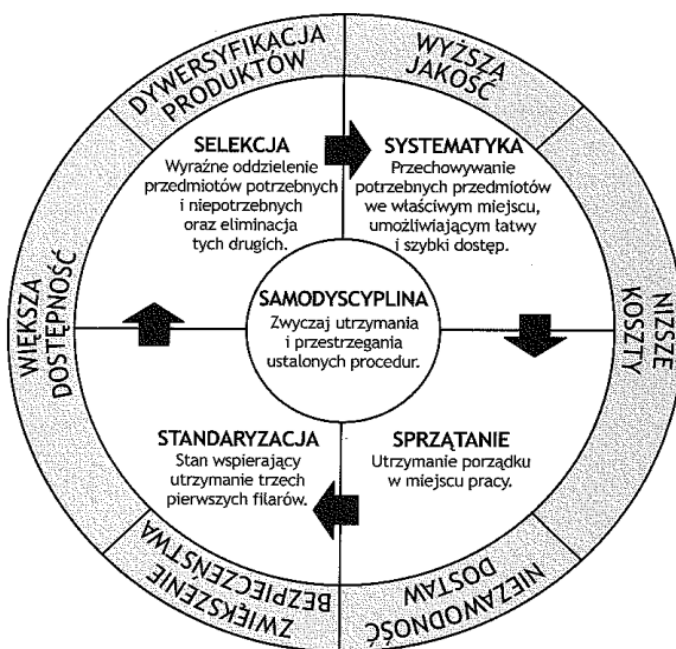 DYWERSYFIKACJA
PRODUKTÓW
WYŻSZA
JAKOŚĆ
SELEKCJA
Wyraźne oddzielenie
przedmiotów potrzebnych
i niepotrzebnych
oraz eliminacja
tych drugich.
SYSTEMATYKA
Przechowywanie
potrzebnych przedmiotów
we właściwym miejscu,
umożliwiającym łatwy
i szybki dostęp.
WIĘKSZA
DOSTĘPNOŚĆ
SAMODYSCYPLINA
Zwyczaj utrzymania
i przestrzegania
ustalonych procedur.
NIŻSZE
KOSZTY
STANDARYZACJA
Stan wspierający
utrzymanie trzech
pierwszych filarów.
SPRZĄTANIE
Utrzymanie porządku
w miejscu pracy.
ZWIĘKSZENIE
BEZPIECZEŃSTWA
NIEZAWODNOŚĆ
DOSTAW